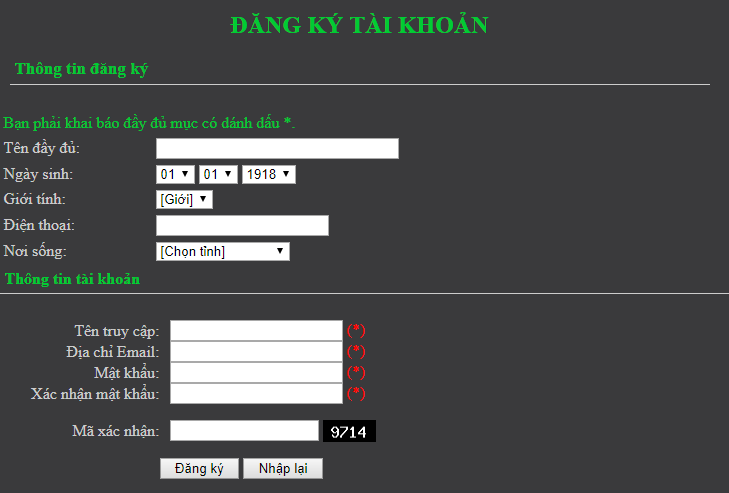 ĐĂNG KÝ TÀI KHOẢN
Thông tin đăng ký
Bạn phải khai báo đầy đủ mục có dánh dấu *.
Tên đầy đủ:
Ngày sinh: 01 01 1918
Giới tính: [Giới]
Điện thoại:
Nơi sống: [Chọn tỉnh]
Thông tin tài khoản
Tên truy cập: (*)
Địa chỉ Email: (*)
Mật khẩu: (*)
Xác nhận mật khẩu: (*)
Mã xác nhận: 9714
Đăng ký Nhập lại